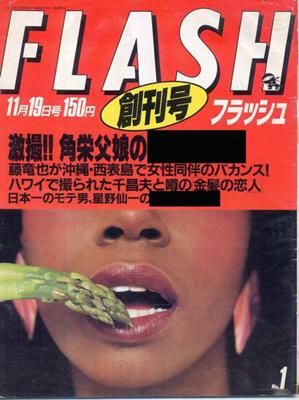 FLASH
11月19日号 150円
創刊号
フラッシュ
激撮!! 角栄父娘の
藤竜也が沖縄・西表島で女性同伴のバカンス!
ハワイで撮られた千昌夫と噂の金髪の恋人
日本一のモテ男、星野仙一の
No.1